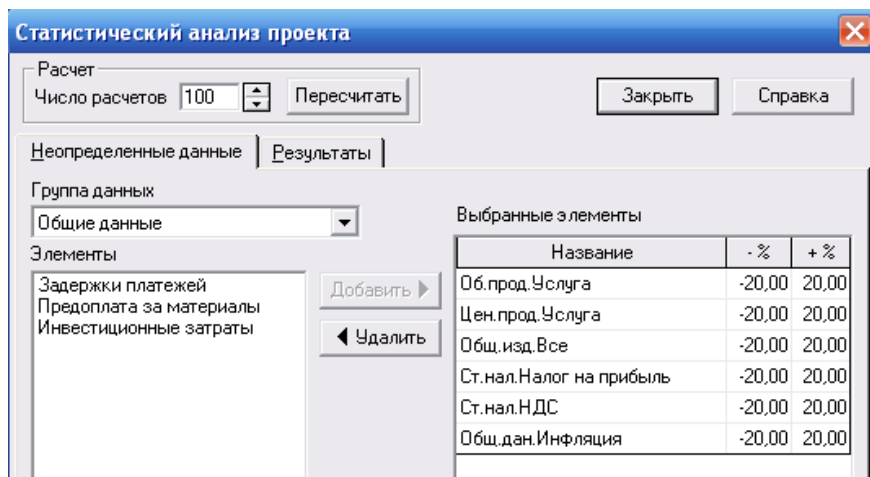 Статистический анализ проекта
Расчет
Число расчетов 100 Пересчитать Закрыть Справка
Неопределенные данные Результаты
Группа данных
Общие данные
Элементы
Задержки платежей
Предоплата за материалы
Инвестиционные затраты
Добавить
Удалить
Выбранные элементы
Название - % + %
Об.прод.Услуга -20,00 20,00
Цен.прод.Услуга -20,00 20,00
Общ.изд.Все -20,00 20,00
Ст.нал.Налог на прибыль -20,00 20,00
Ст.нал.НДС -20,00 20,00
Общ.дан.Инфляция -20,00 20,00